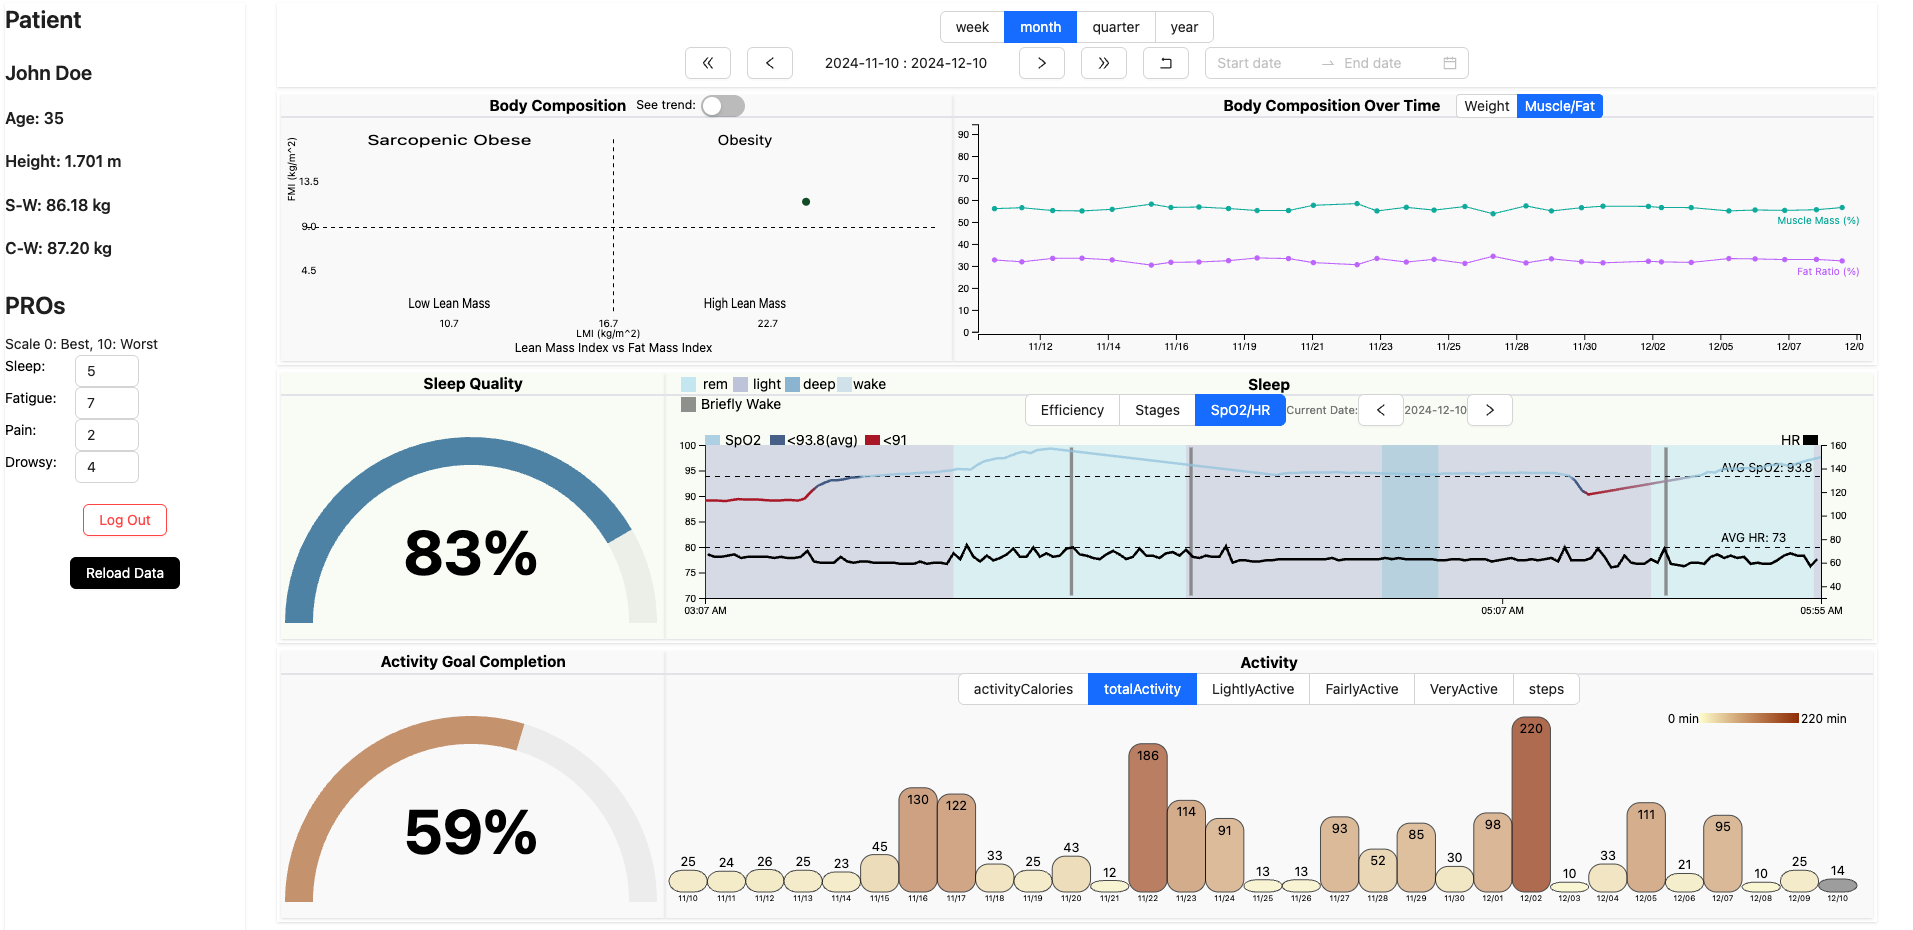 Patient
John Doe
Age: 35
Height: 1.701 m
S-W: 86.18 kg
C-W: 87.20 kg
PROs
Scale 0: Best, 10: Worst
Sleep: 5
Fatigue: 7
Pain: 2
Drowsy: 4
Log Out
Reload Data
week month quarter year
2024-11-10 : 2024-12-10 Start date End date
Body Composition See trend:
Sarcopenic Obese Obesity
FMI (kg/m^2)
13.5
9.0
4.5
Low Lean Mass High Lean Mass
10.7 16.7 22.7
LMI (kg/m^2)
Lean Mass Index vs Fat Mass Index
Body Composition Over Time Weight Muscle/Fat
90
80
70
60
50
40
30
20
10
0
Muscle Mass (%)
Fat Ratio (%)
11/12 11/14 11/16 11/19 11/21 11/23 11/25 11/28 11/30 12/02 12/05 12/07 12/0
Sleep Quality
83%
rem light deep wake
Briefly Wake
Sleep
Efficiency Stages SpO2/HR Current Date: 2024-12-10
SpO2 <93.8(avg) <91 HR
100
95
90
85
80
75
70
AVG SpO2: 93.8
AVG HR: 73
160
140
120
100
80
60
40
03:07 AM 05:07 AM 05:55 AM
Activity Goal Completion
59%
Activity
activityCalories totalActivity LightlyActive FairlyActive VeryActive steps
0 min 220 min
25 24 26 25 23 45 130 122 33 25 43 12 186 114 91 13 13 93 52 85 30 98 220 10 33 111 21 95 10 25 14
11/10 11/11 11/12 11/13 11/14 11/15 11/16 11/17 11/18 11/19 11/20 11/21 11/22 11/23 11/24 11/25 11/26 11/27 11/28 11/29 11/30 12/01 12/02 12/03 12/04 12/05 12/06 12/07 12/08 12/09 12/10